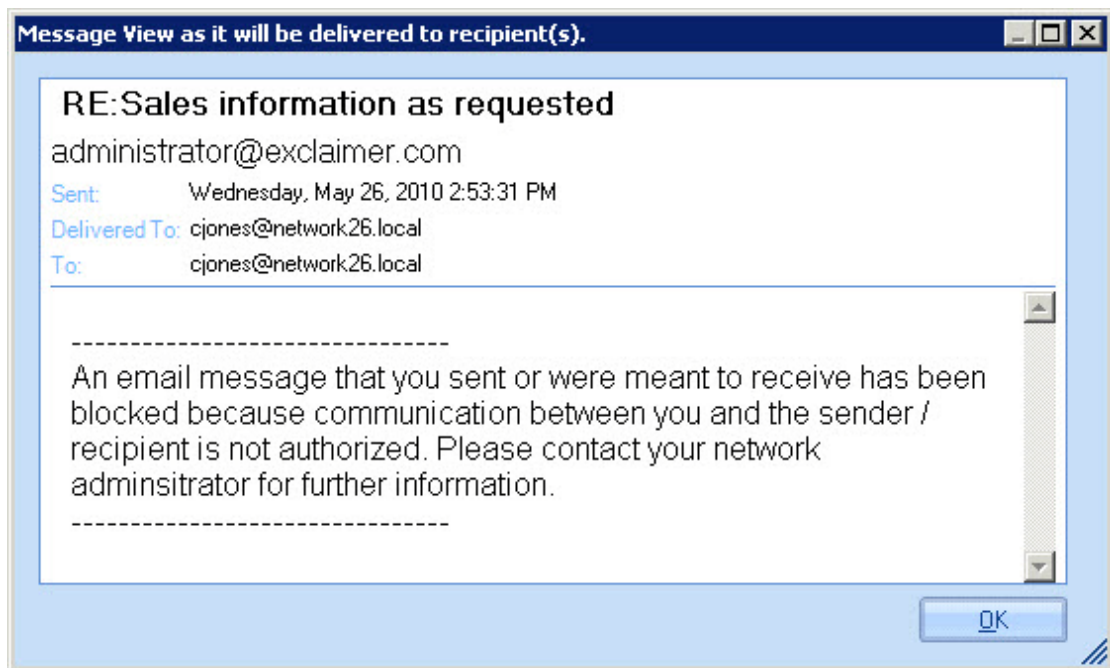 Message View as it will be delivered to recipient(s).
RE:Sales information as requested
administrator@exclaimer.com
Sent: Wednesday, May 26, 2010 2:53:31 PM
Delivered To: cjones@network26.local
To: cjones@network26.local
--------------------------------
An email message that you sent or were meant to receive has been
blocked because communication between you and the sender /
recipient is not authorized. Please contact your network
adminsitrator for further information.
--------------------------------
OK